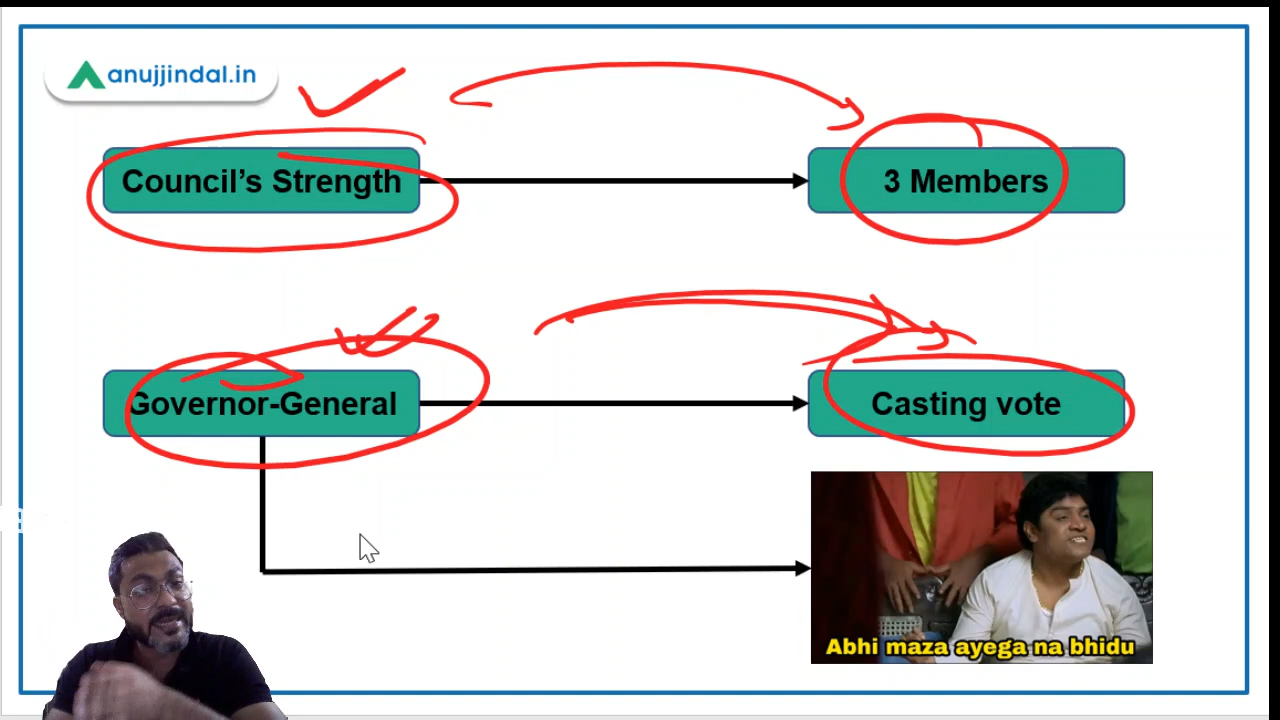 anujjindal.in
Council’s Strength
3 Members
Governor-General
Casting vote
Abhi maza ayega na bhidu